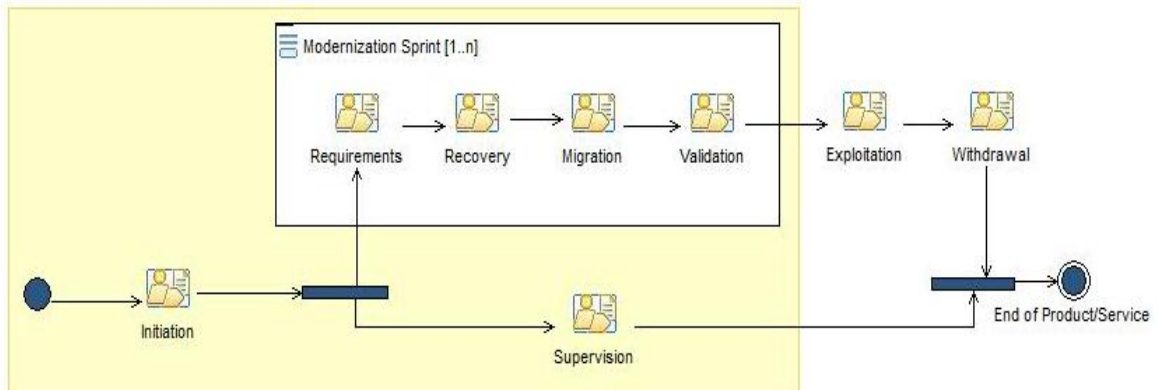 Modernization Sprint [1..n]
Requirements
Recovery
Migration
Validation
Exploitation
Withdrawal
Initiation
Supervision
End of Product/Service